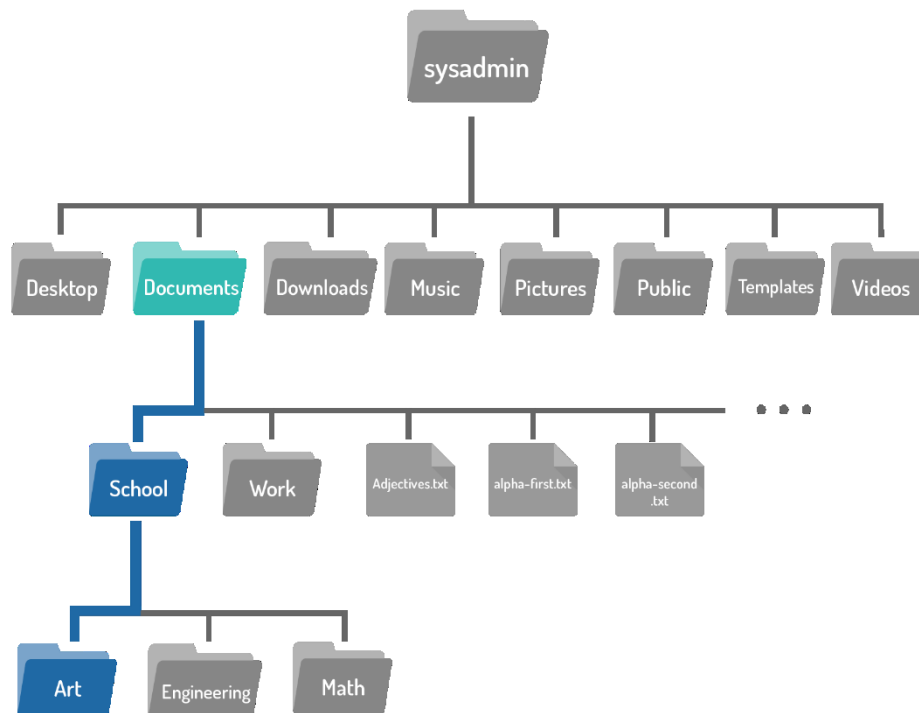 sysadmin
Desktop
Documents
Downloads
Music
Pictures
Public
Templates
Videos
School
Work
Adjectives.txt
alpha-first.txt
alpha-second
.txt
Art
Engineering
Math